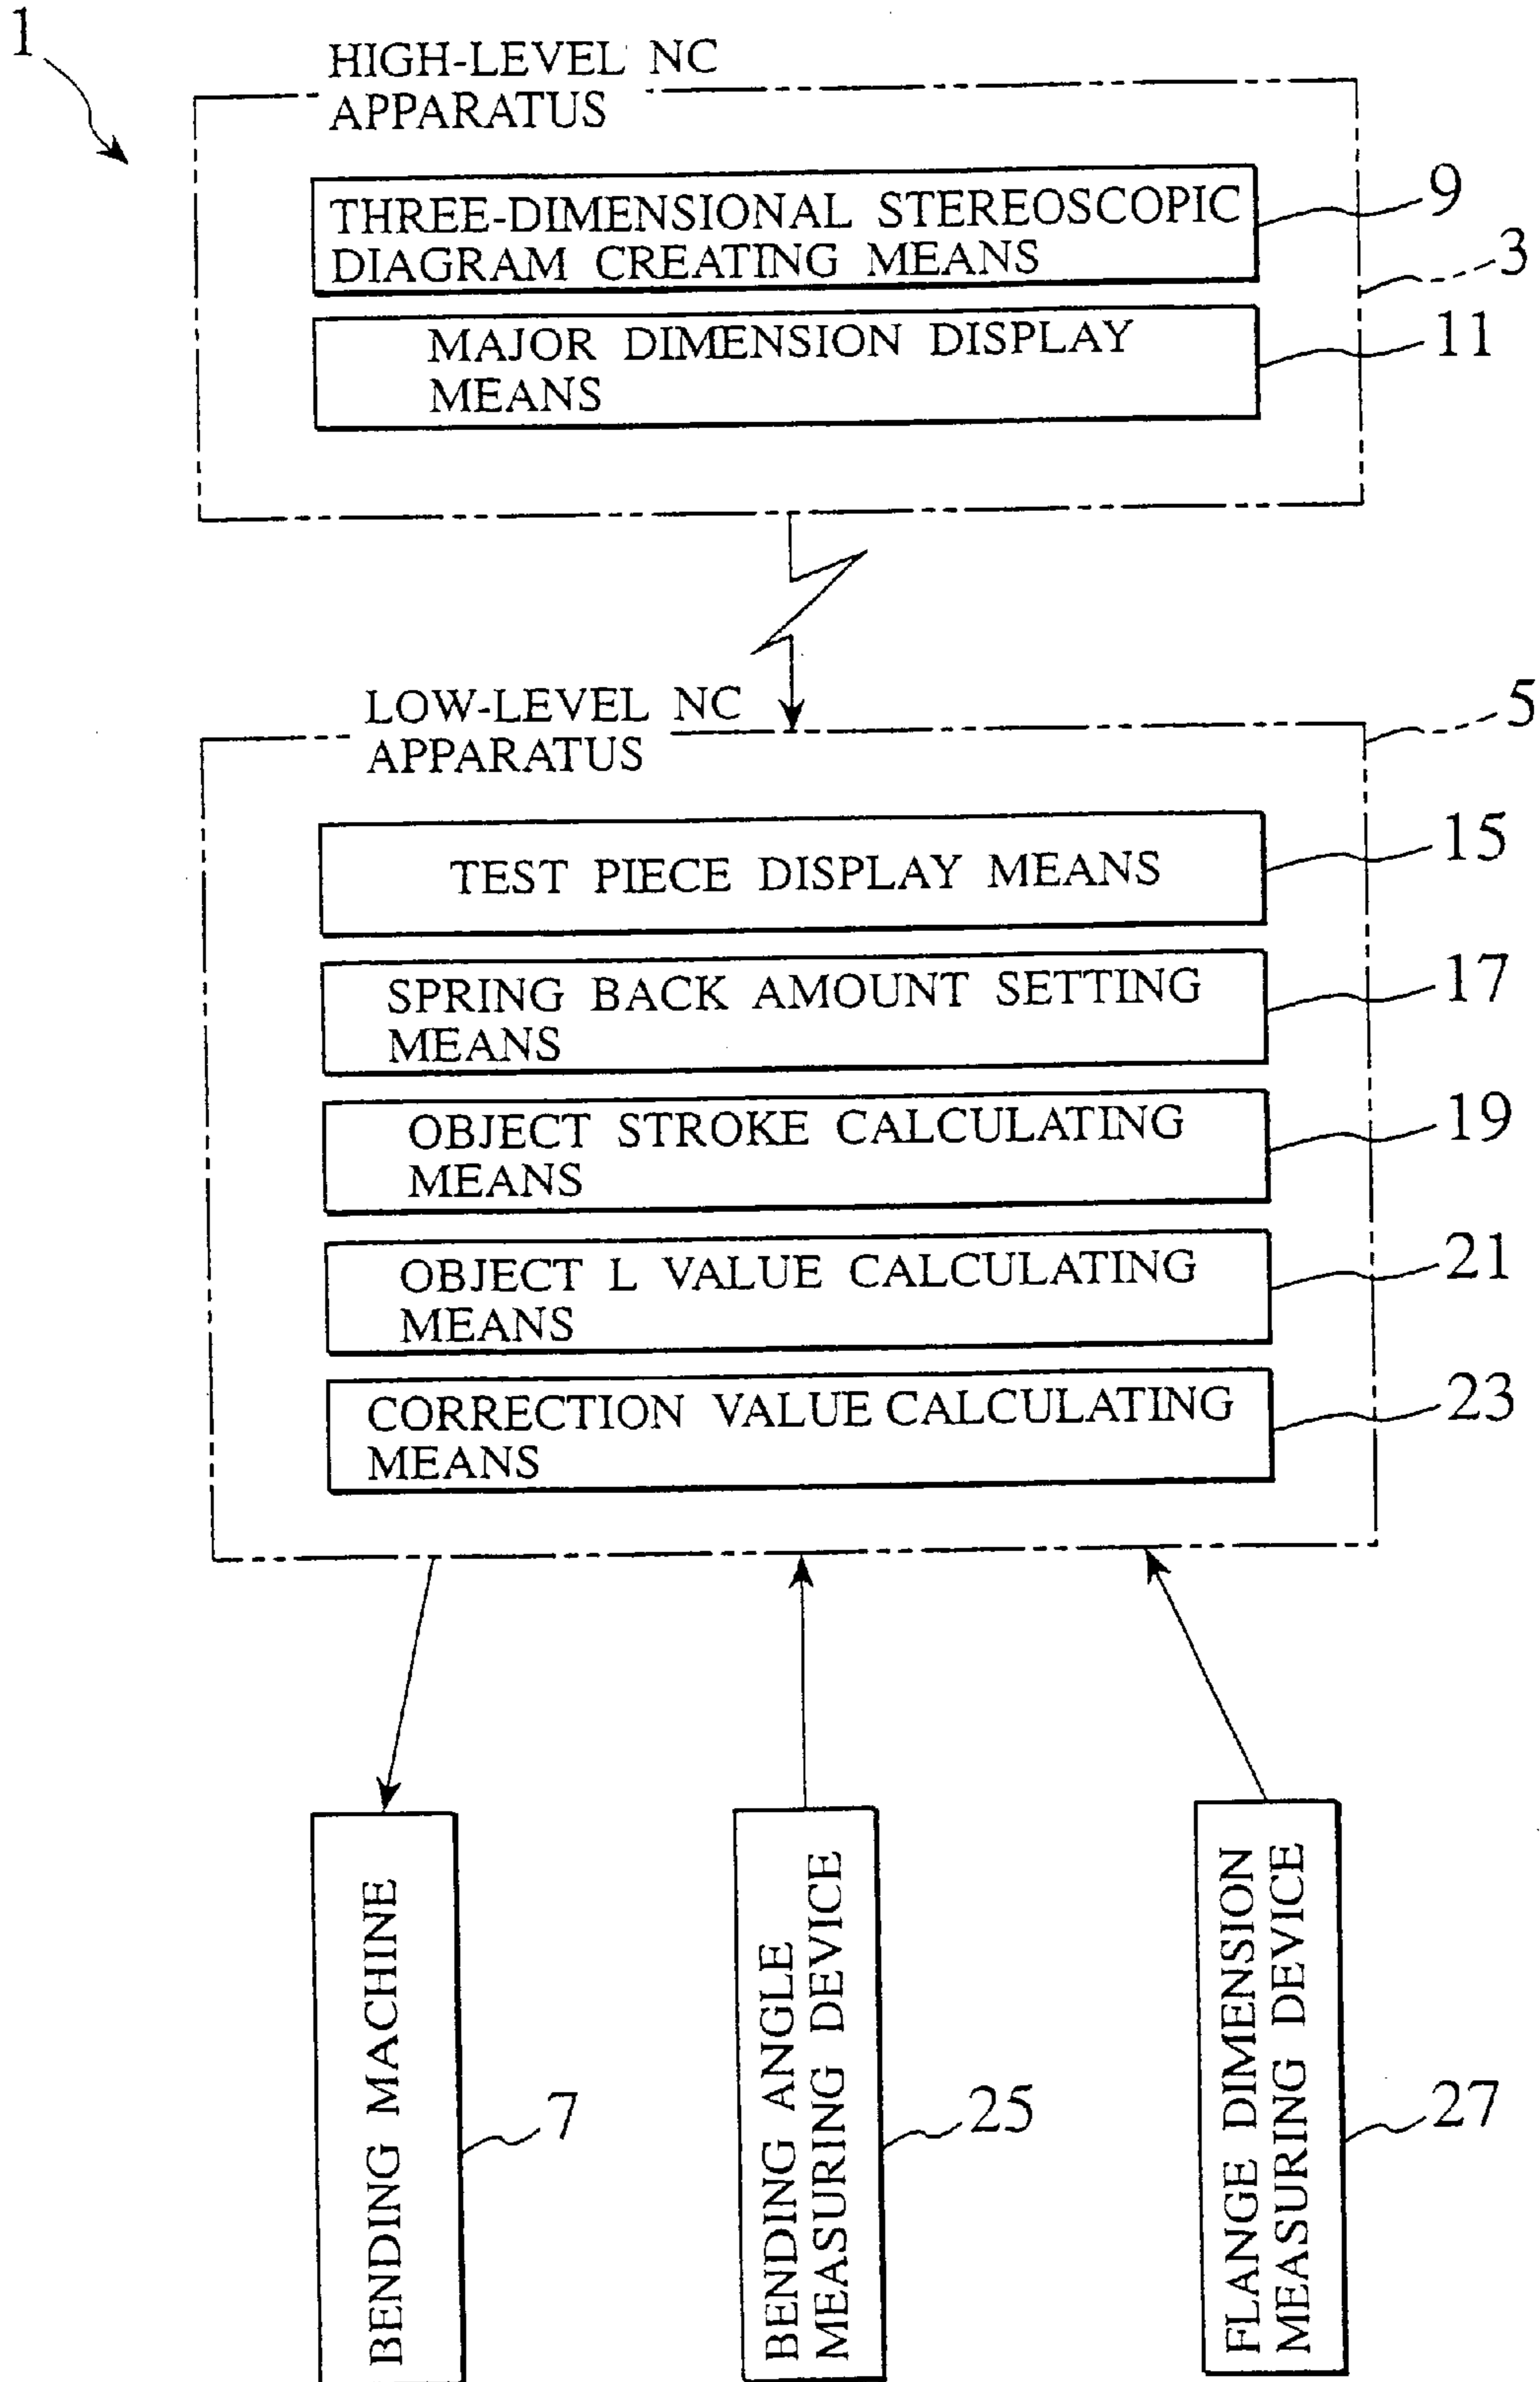 1
HIGH-LEVEL NC
APPARATUS
THREE-DIMENSIONAL STEREOSCOPIC
DIAGRAM CREATING MEANS
9
3
MAJOR DIMENSION DISPLAY
MEANS
11
LOW-LEVEL NC
APPARATUS
5
TEST PIECE DISPLAY MEANS
15
SPRING BACK AMOUNT SETTING
MEANS
17
OBJECT STROKE CALCULATING
MEANS
19
OBJECT L VALUE CALCULATING
MEANS
21
CORRECTION VALUE CALCULATING
MEANS
23
BENDING MACHINE
7
BENDING ANGLE
MEASURING DEVICE
25
FLANGE DIMENSION
MEASURING DEVICE
27